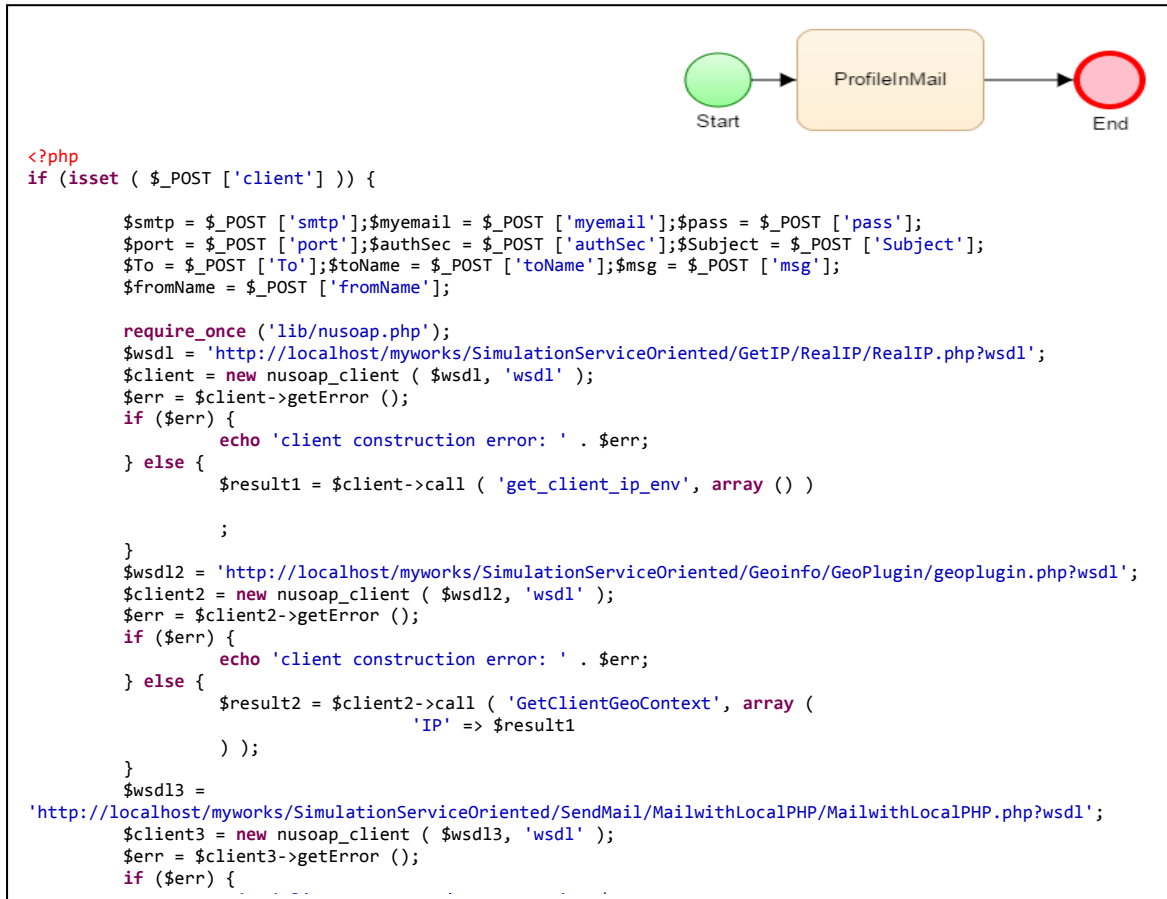 ProfileInMail
Start
End
<?php
if (isset ( $_POST ['client'] )) {
$smtp = $_POST ['smtp'];$myemail = $_POST ['myemail'];$pass = $_POST ['pass'];
$port = $_POST ['port'];$authSec = $_POST ['authSec'];$Subject = $_POST ['Subject'];
$To = $_POST ['To'];$toName = $_POST ['toName'];$msg = $_POST ['msg'];
$fromName = $_POST ['fromName'];
require_once ('lib/nusoap.php');
$wsdl = 'http://localhost/myworks/SimulationServiceOriented/GetIP/RealIP/RealIP.php?wsdl';
$client = new nusoap_client ( $wsdl, 'wsdl' );
$err = $client->getError ();
if ($err) {
echo 'client construction error: ' . $err;
} else {
$result1 = $client->call ( 'get_client_ip_env', array () )
;
}
$wsdl2 = 'http://localhost/myworks/SimulationServiceOriented/Geoinfo/GeoPlugin/geoplugin.php?wsdl';
$client2 = new nusoap_client ( $wsdl2, 'wsdl' );
$err = $client2->getError ();
if ($err) {
echo 'client construction error: ' . $err;
} else {
$result2 = $client2->call ( 'GetClientGeoContext', array (
'IP' => $result1
) );
}
$wsdl3 =
'http://localhost/myworks/SimulationServiceOriented/SendMail/MailwithLocalPHP/MailwithLocalPHP.php?wsdl';
$client3 = new nusoap_client ( $wsdl3, 'wsdl' );
$err = $client3->getError ();
if ($err) {